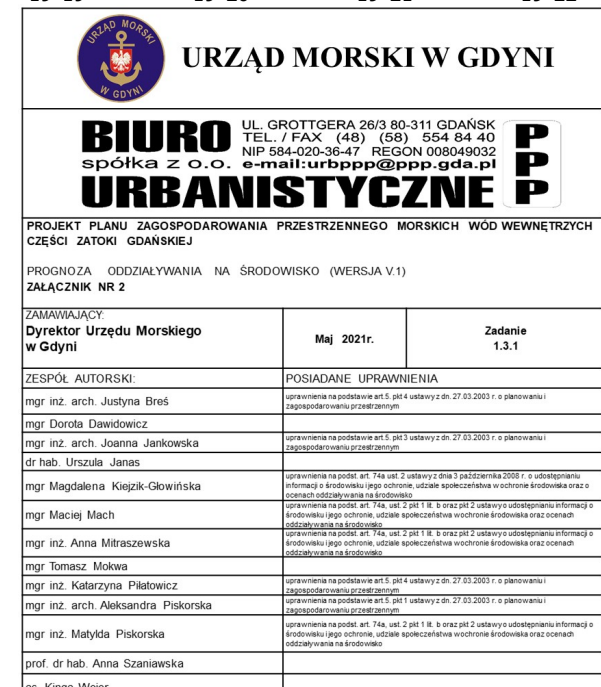 URZĄD MORSKI
W GDYNI
URZĄD MORSKI W GDYNI
BIURO
spółka z o.o.
URBANISTYCZNE
UL. GROTTGERA 26/3 80-311 GDAŃSK
TEL. / FAX (48) (58) 554 84 40
NIP 584-020-36-47 REGON 008049032
e-mail:urbppp@ppp.gda.pl
P
P
P
PROJEKT PLANU ZAGOSPODAROWANIA PRZESTRZENNEGO MORSKICH WÓD WEWNĘTRZYCH
CZĘŚCI ZATOKI GDAŃSKIEJ
PROGNOZA ODDZIAŁYWANIA NA ŚRODOWISKO (WERSJA V.1)
ZAŁĄCZNIK NR 2
ZAMAWIAJĄCY:
Dyrektor Urzędu Morskiego
w Gdyni
Maj 2021r.
Zadanie
1.3.1
ZESPÓŁ AUTORSKI:
POSIADANE UPRAWNIENIA
mgr inż. arch. Justyna Breś
uprawnienia na podstawie art.5. pkt 4 ustawy z dn. 27.03.2003 r. o planowaniu i
zagospodarowaniu przestrzennym
mgr Dorota Dawidowicz
mgr inż. arch. Joanna Jankowska
uprawnienia na podstawie art.5. pkt 3 ustawy z dn. 27.03.2003 r. o planowaniu i
zagospodarowaniu przestrzennym
dr hab. Urszula Janas
mgr Magdalena Kiejzik-Głowińska
uprawnienia na podst. art. 74a ust. 2 ustawy z dnia 3 października 2008 r. o udostępnianiu
informacji o środowisku i jego ochronie, udziale społeczeństwa w ochronie środowiska oraz o
ocenach oddziaływania na środowisko
mgr Maciej Mach
uprawnienia na podst. art. 74a, ust. 2 pkt 1 lit. b oraz pkt 2 ustawy o udostępnieniu informacji o
środowisku i jego ochronie, udziale społeczeństwa w ochronie środowiska oraz ocenach
oddziaływania na środowisko
mgr inż. Anna Mitraszewska
uprawnienia na podst. art. 74a, ust. 2 pkt 1 lit. b oraz pkt 2 ustawy o udostępnieniu informacji o
środowisku i jego ochronie, udziale społeczeństwa w ochronie środowiska oraz ocenach
oddziaływania na środowisko
mgr Tomasz Mokwa
mgr inż. Katarzyna Piłatowicz
uprawnienia na podstawie art.5. pkt 4 ustawy z dn. 27.03.2003 r. o planowaniu i
zagospodarowaniu przestrzennym
mgr inż. arch. Aleksandra Piskorska
uprawnienia na podstawie art.5. pkt 1 ustawy z dn. 27.03.2003 r. o planowaniu i
zagospodarowaniu przestrzennym
mgr inż. Matylda Piskorska
uprawnienia na podst. art. 74a, ust. 2 pkt 1 lit. b oraz pkt 2 ustawy o udostępnieniu informacji o
środowisku i jego ochronie, udziale społeczeństwa w ochronie środowiska oraz ocenach
oddziaływania na środowisko
prof. dr hab. Anna Szaniawska